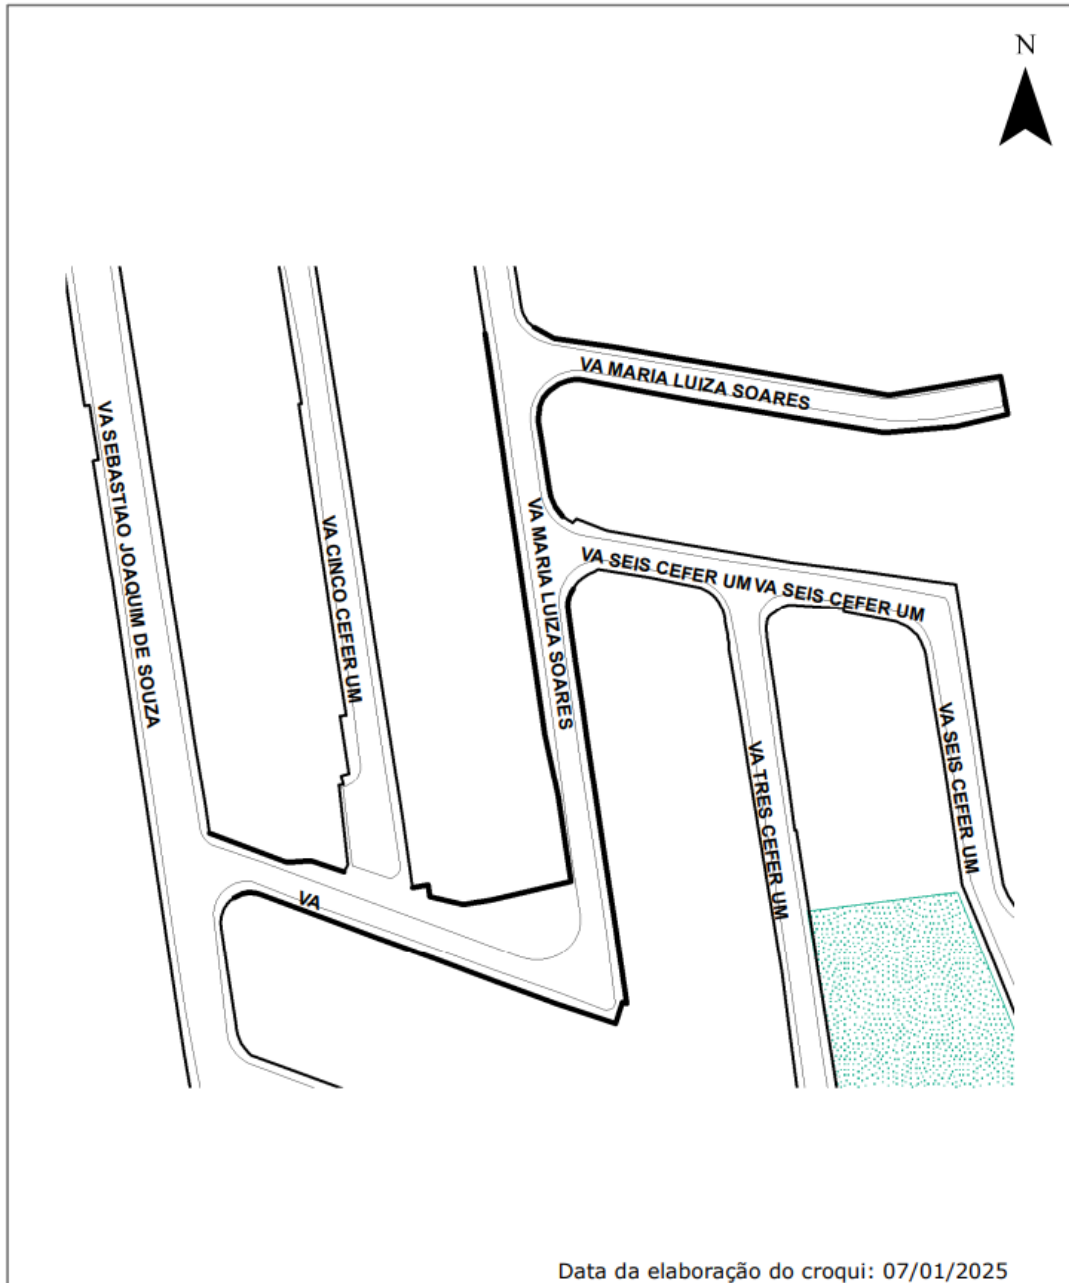 N
VA MARIA LUIZA SOARES
VA SEBASTIAO JOAQUIM DE SOUZA
VA CINCO CEFER UM
VA MARIA LUIZA SOARES
VA SEIS CEFER UM
VA SEIS CEFER UM
VA SEIS CEFER UM
VA TRES CEFER UM
VA
Data da elaboração do croqui: 07/01/2025